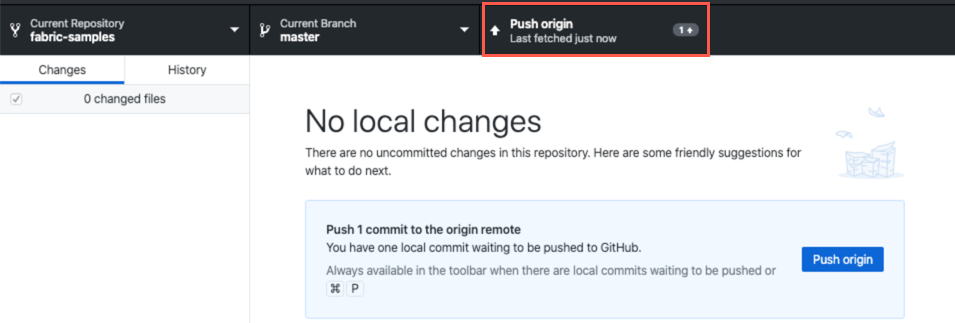 Current Repository
fabric-samples
Current Branch
master
Push origin
Last fetched just now
1+
Changes
History
0 changed files
No local changes
There are no uncommitted changes in this repository. Here are some friendly suggestions for
what to do next.
Push 1 commit to the origin remote
You have one local commit waiting to be pushed to GitHub.
Always available in the toolbar when there are local commits waiting to be pushed or
⌘ P
Push origin